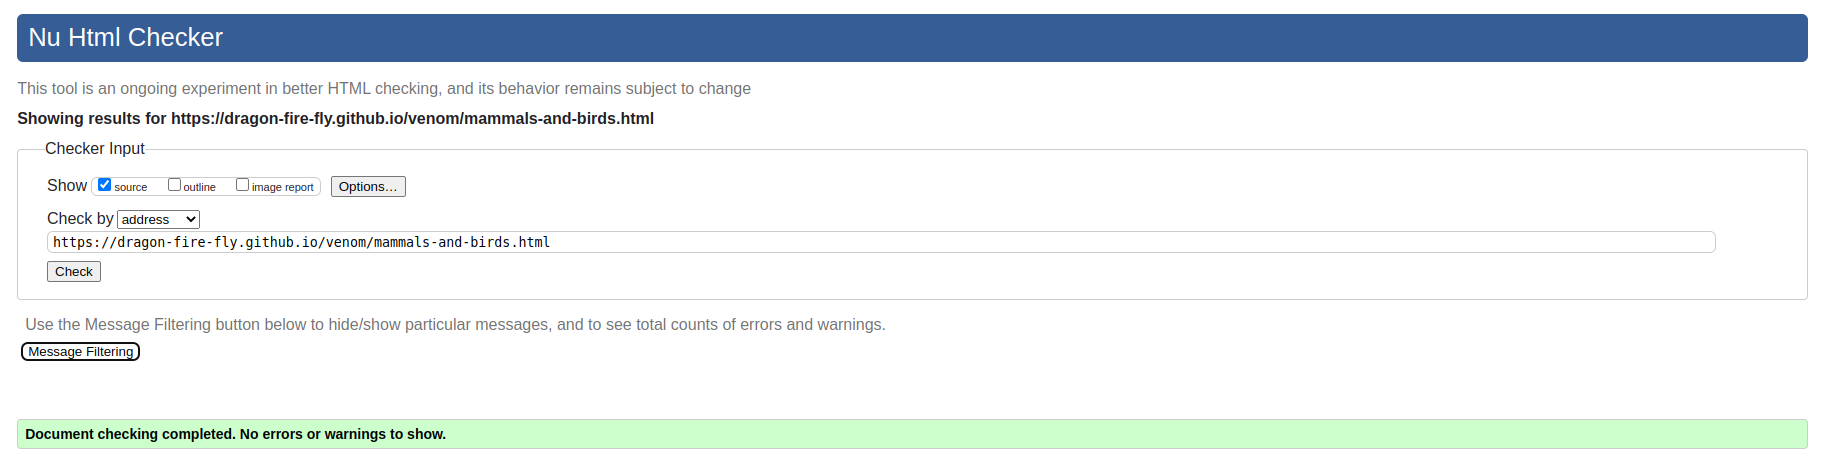 Nu Html Checker
This tool is an ongoing experiment in better HTML checking, and its behavior remains subject to change
Showing results for https://dragon-fire-fly.github.io/venom/mammals-and-birds.html
Checker Input
Show source outline image report Options...
Check by address
https://dragon-fire-fly.github.io/venom/mammals-and-birds.html
Check
Use the Message Filtering button below to hide/show particular messages, and to see total counts of errors and warnings.
Message Filtering
Document checking completed. No errors or warnings to show.